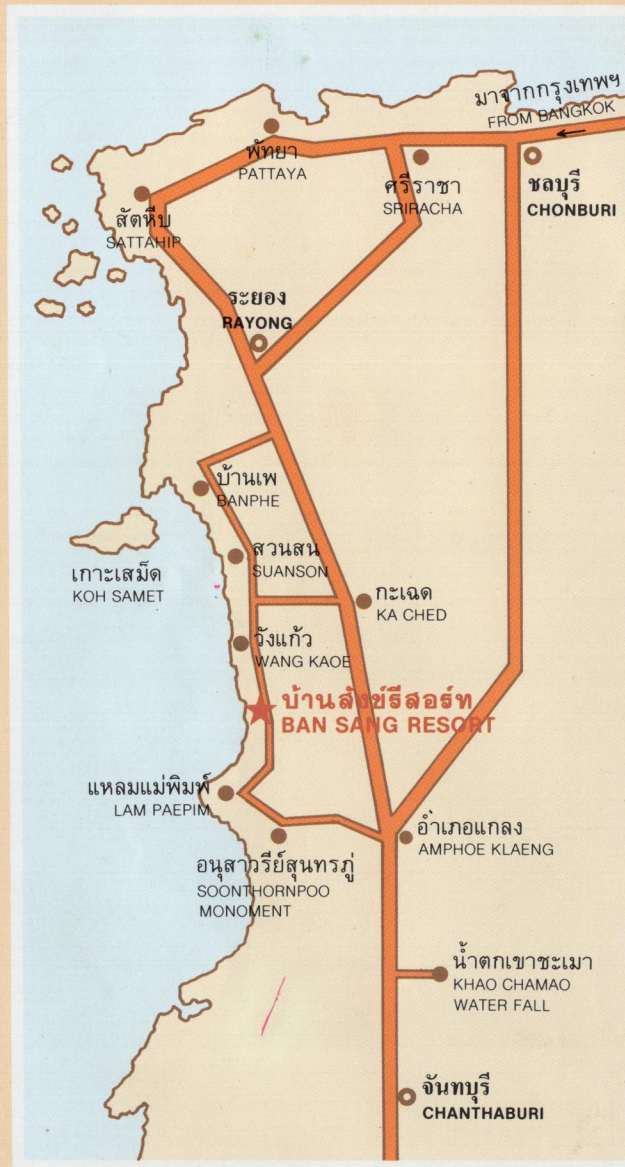 มาจากกรุงเทพฯ
FROM BANGKOK
พัทยา
PATTAYA
ศรีราชา
SRIRACHA
ชลบุรี
CHONBURI
สัตหีบ
SATTAHIP
ระยอง
RAYONG
บ้านเพ
BANPHE
สวนสน
SUANSON
เกาะเสม็ด
KOH SAMET
กะเฉด
KA CHED
วังแก้ว
WANG KAOE
บ้านสังข์รีสอร์ท
BAN SANG RESORT
แหลมแม่พิมพ์
LAM PAEPIM
อำเภอแกลง
AMPHOE KLAENG
อนุสาวรีย์สุนทรภู่
SOONTHORNPOO
MONOMENT
น้ำตกเขาชะเมา
KHAO CHAMAO
WATER FALL
จันทบุรี
CHANTHABURI